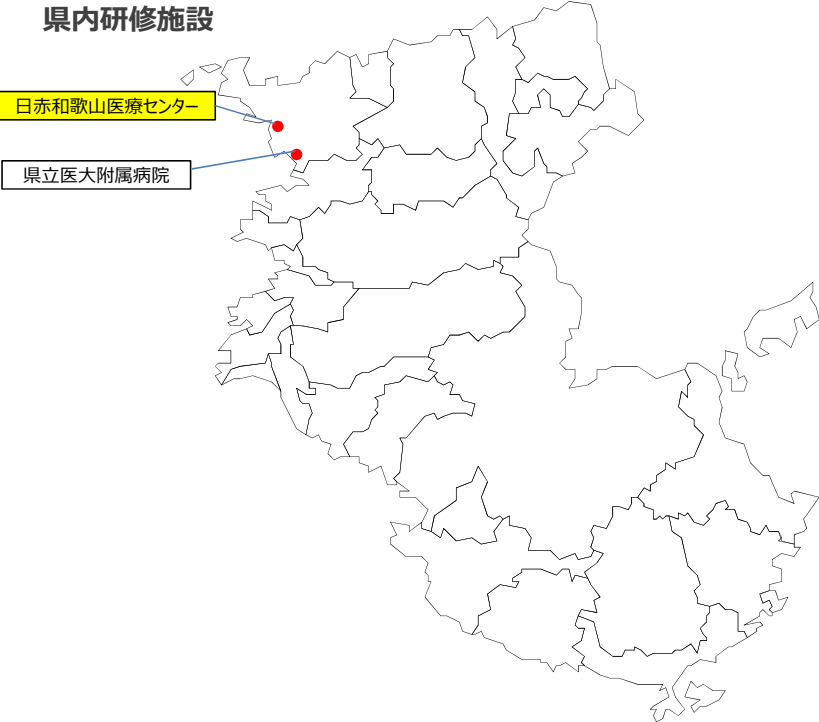 県内研修施設
日赤和歌山医療センター
県立医大附属病院